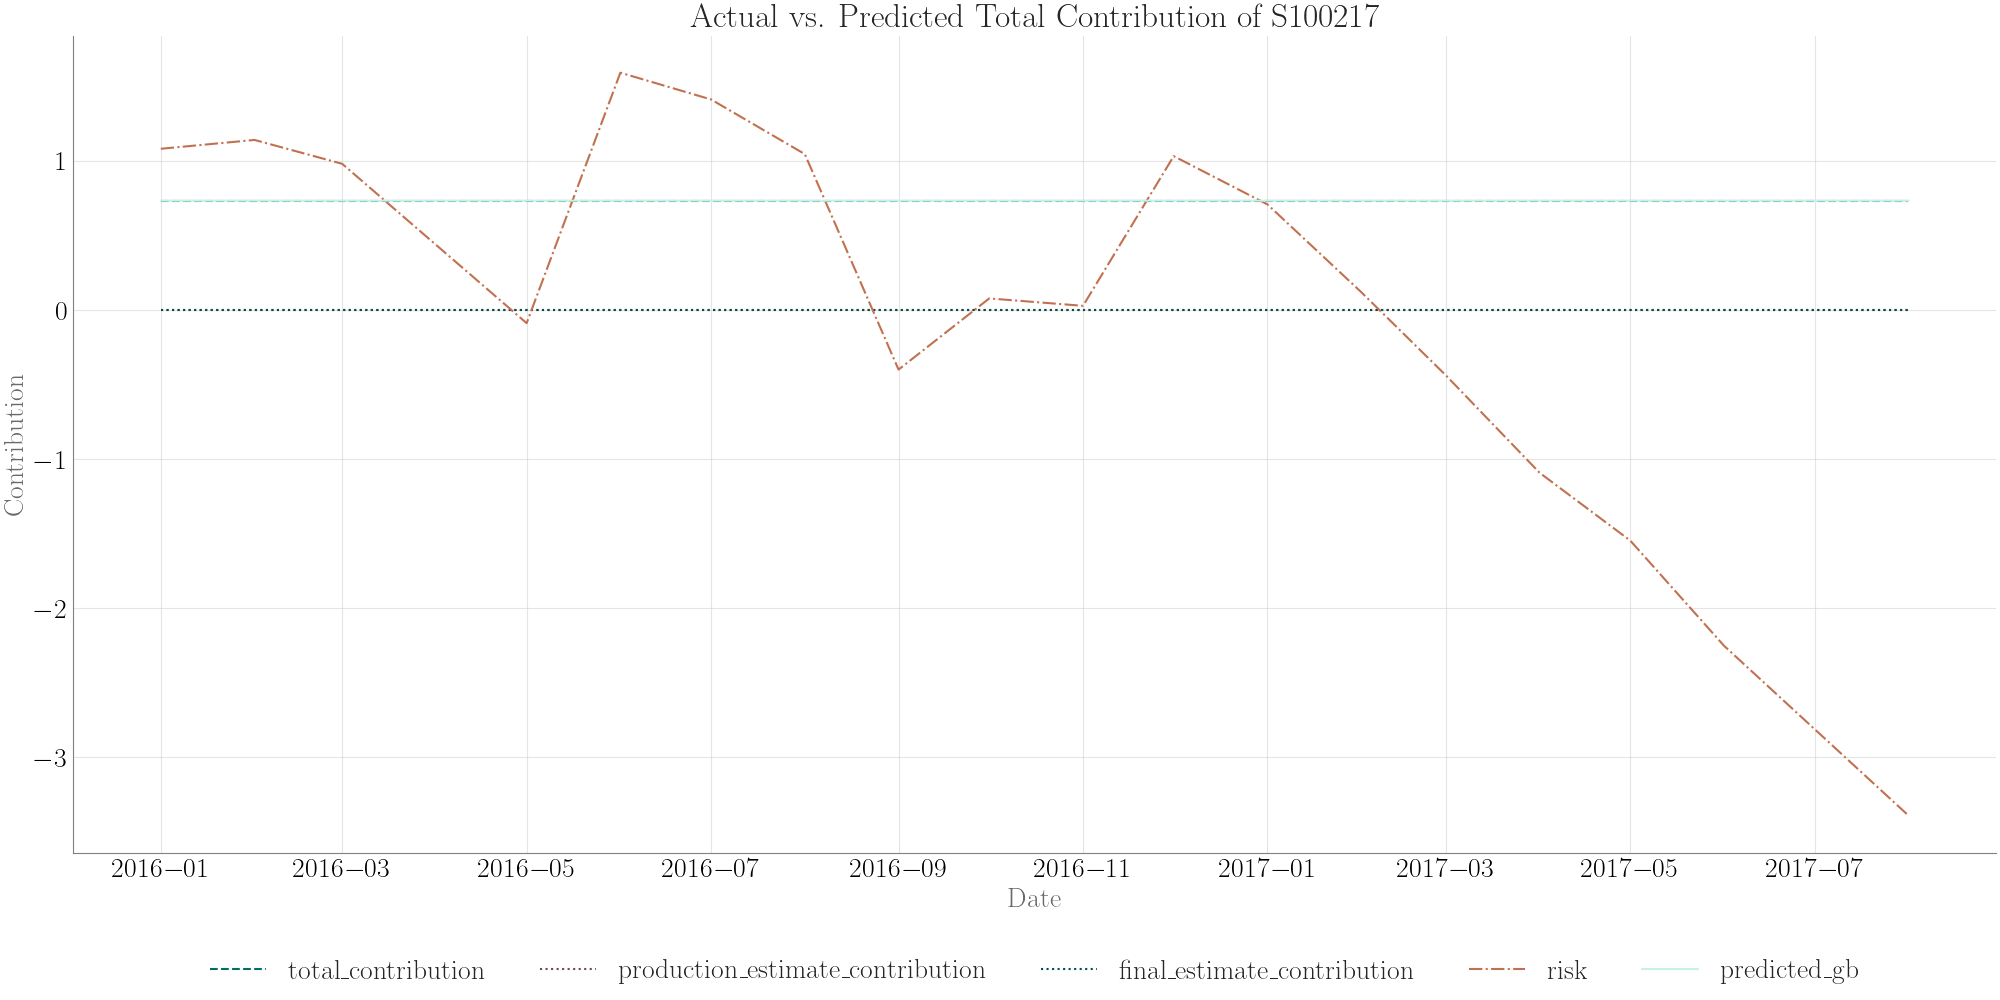 Actual vs. Predicted Total Contribution of S100217
Contribution
1
0
−1
−2
−3
2016−01 2016−03 2016−05 2016−07 2016−09 2016−11 2017−01 2017−03 2017−05 2017−07
Date
total_contribution production_estimate_contribution final_estimate_contribution risk predicted_gb